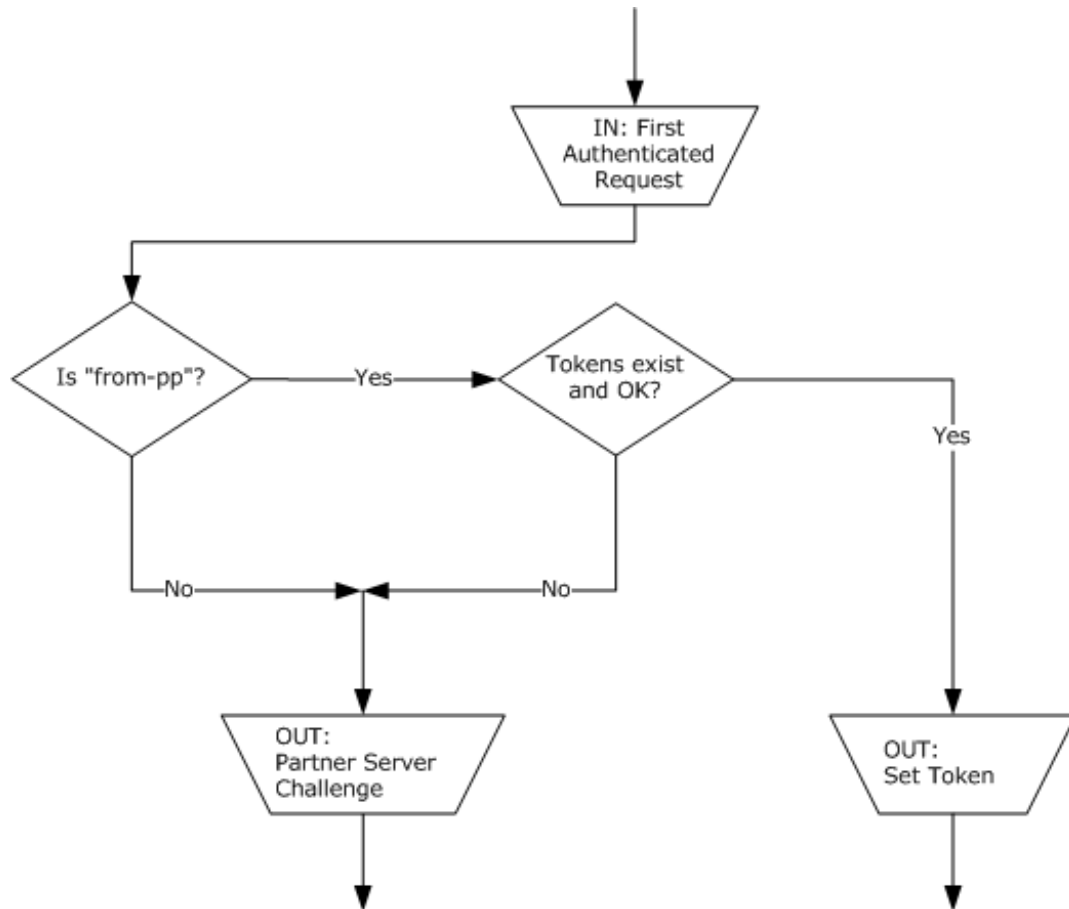 IN: First
Authenticated
Request
Is "from-pp"?
Yes
Tokens exist
and OK?
Yes
No
No
OUT:
Partner Server
Challenge
OUT:
Set Token